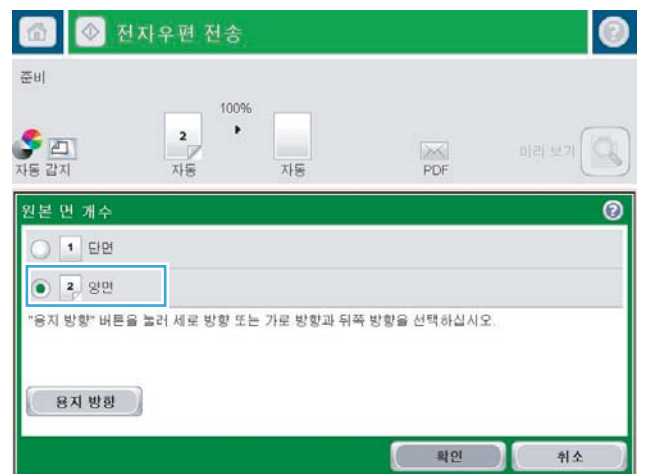 전자우편 전송
준비
100%
2
자동 감지
자동
자동
PDF
미리 보기
원본 면 개수
1 단면
2 양면
"용지 방향" 버튼을 눌러 세로 방향 또는 가로 방향과 뒤쪽 방향을 선택하십시오.
용지 방향
확인
취소